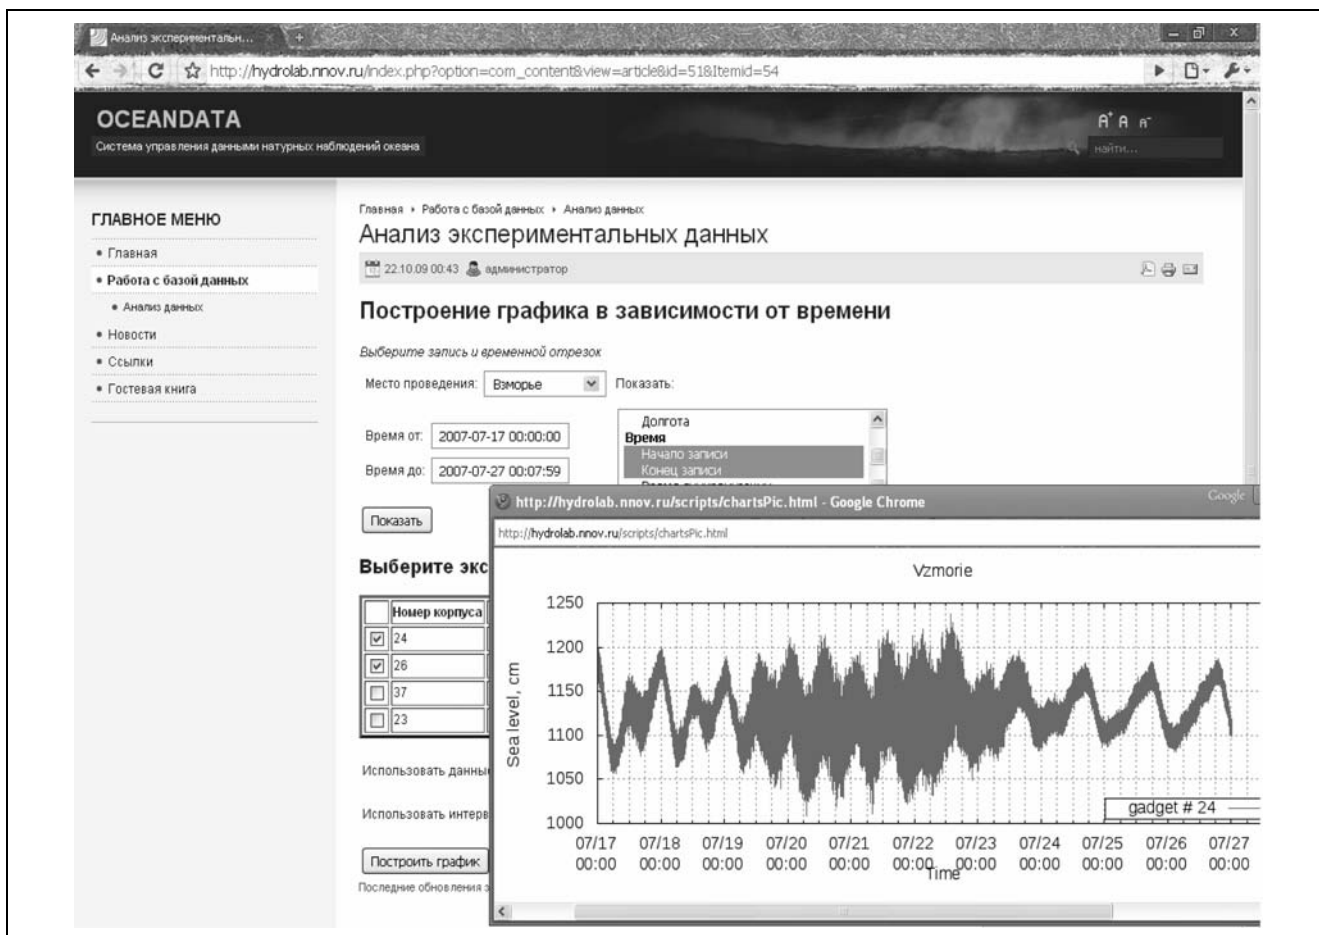 Анализ экспериментальн...
http://hydrolab.nnov.ru/index.php?option=com_content&view=article&id=51&Itemid=54
OCEANDATA
Система управления данными натурных наблюдений океана
A+ A A-
найти...
ГЛАВНОЕ МЕНЮ
Главная
Работа с базой данных
Анализ данных
Новости
Ссылки
Гостевая книга
Главная › Работа с базой данных › Анализ данных
Анализ экспериментальных данных
22.10.09 00:43 администратор
Построение графика в зависимости от времени
Выберите запись и временной отрезок
Место проведения: Взморье Показать:
Долгота
Время
Начало записи
Конец записи
Время от: 2007-07-17 00:00:00
Время до: 2007-07-27 00:07:59
Показать
Выберите экс
Номер корпуса
24
26
37
23
Использовать данны
Использовать интерв
Построить график
Последние обновления з
http://hydrolab.nnov.ru/scripts/chartsPic.html - Google Chrome
Google
http://hydrolab.nnov.ru/scripts/chartsPic.html
Vzmorie
Sea level, cm
1250
1200
1150
1100
1050
1000
gadget # 24
07/17 07/18 07/19 07/20 07/21 07/22 07/23 07/24 07/25 07/26 07/27
00:00 00:00 00:00 00:00 00:00 00:00 00:00 00:00 00:00 00:00 00:00
Time